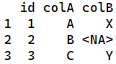 id colA colB
1 1 A X
2 2 B <NA>
3 3 C Y